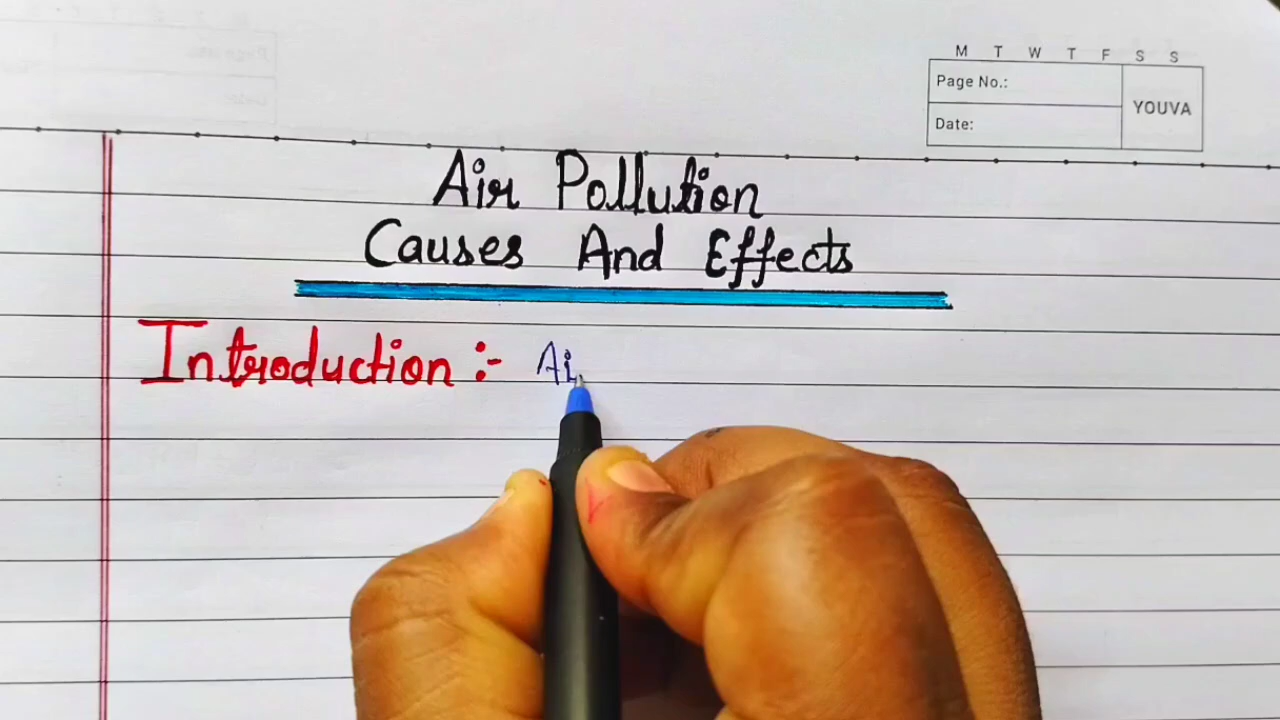 M T W T F S S
Page No.:
YOUVA
Date:
Air Pollution
Causes And Effects
Introduction :- Ai